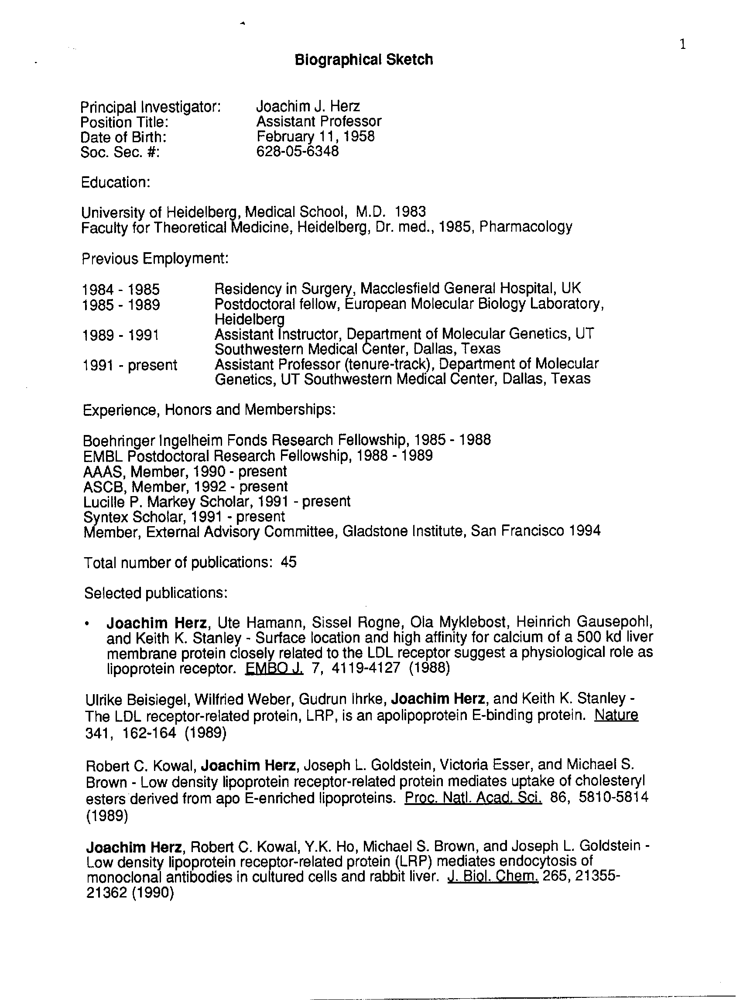 1
Biographical Sketch
Principal Investigator: Joachim J. Herz
Position Title: Assistant Professor
Date of Birth: February 11, 1958
Soc. Sec. #: 628-05-6348
Education:
University of Heidelberg, Medical School, M.D. 1983
Faculty for Theoretical Medicine, Heidelberg, Dr. med., 1985, Pharmacology
Previous Employment:
1984 - 1985 Residency in Surgery, Macclesfield General Hospital, UK
1985 - 1989 Postdoctoral fellow, European Molecular Biology Laboratory,
Heidelberg
1989 - 1991 Assistant Instructor, Department of Molecular Genetics, UT
Southwestern Medical Center, Dallas, Texas
1991 - present Assistant Professor (tenure-track), Department of Molecular
Genetics, UT Southwestern Medical Center, Dallas, Texas
Experience, Honors and Memberships:
Boehringer Ingelheim Fonds Research Fellowship, 1985 - 1988
EMBL Postdoctoral Research Fellowship, 1988 - 1989
AAAS, Member, 1990 - present
ASCB, Member, 1992 - present
Lucille P. Markey Scholar, 1991 - present
Syntex Scholar, 1991 - present
Member, External Advisory Committee, Gladstone Institute, San Francisco 1994
Total number of publications: 45
Selected publications:
• Joachim Herz, Ute Hamann, Sissel Rogne, Ola Myklebost, Heinrich Gausepohl,
and Keith K. Stanley - Surface location and high affinity for calcium of a 500 kd liver
membrane protein closely related to the LDL receptor suggest a physiological role as
lipoprotein receptor. EMBO J. 7, 4119-4127 (1988)
Ulrike Beisiegel, Wilfried Weber, Gudrun Ihrke, Joachim Herz, and Keith K. Stanley -
The LDL receptor-related protein, LRP, is an apolipoprotein E-binding protein. Nature
341, 162-164 (1989)
Robert C. Kowal, Joachim Herz, Joseph L. Goldstein, Victoria Esser, and Michael S.
Brown - Low density lipoprotein receptor-related protein mediates uptake of cholesteryl
esters derived from apo E-enriched lipoproteins. Proc. Natl. Acad. Sci. 86, 5810-5814
(1989)
Joachim Herz, Robert C. Kowal, Y.K. Ho, Michael S. Brown, and Joseph L. Goldstein -
Low density lipoprotein receptor-related protein (LRP) mediates endocytosis of
monoclonal antibodies in cultured cells and rabbit liver. J. Biol. Chem. 265, 21355-
21362 (1990)